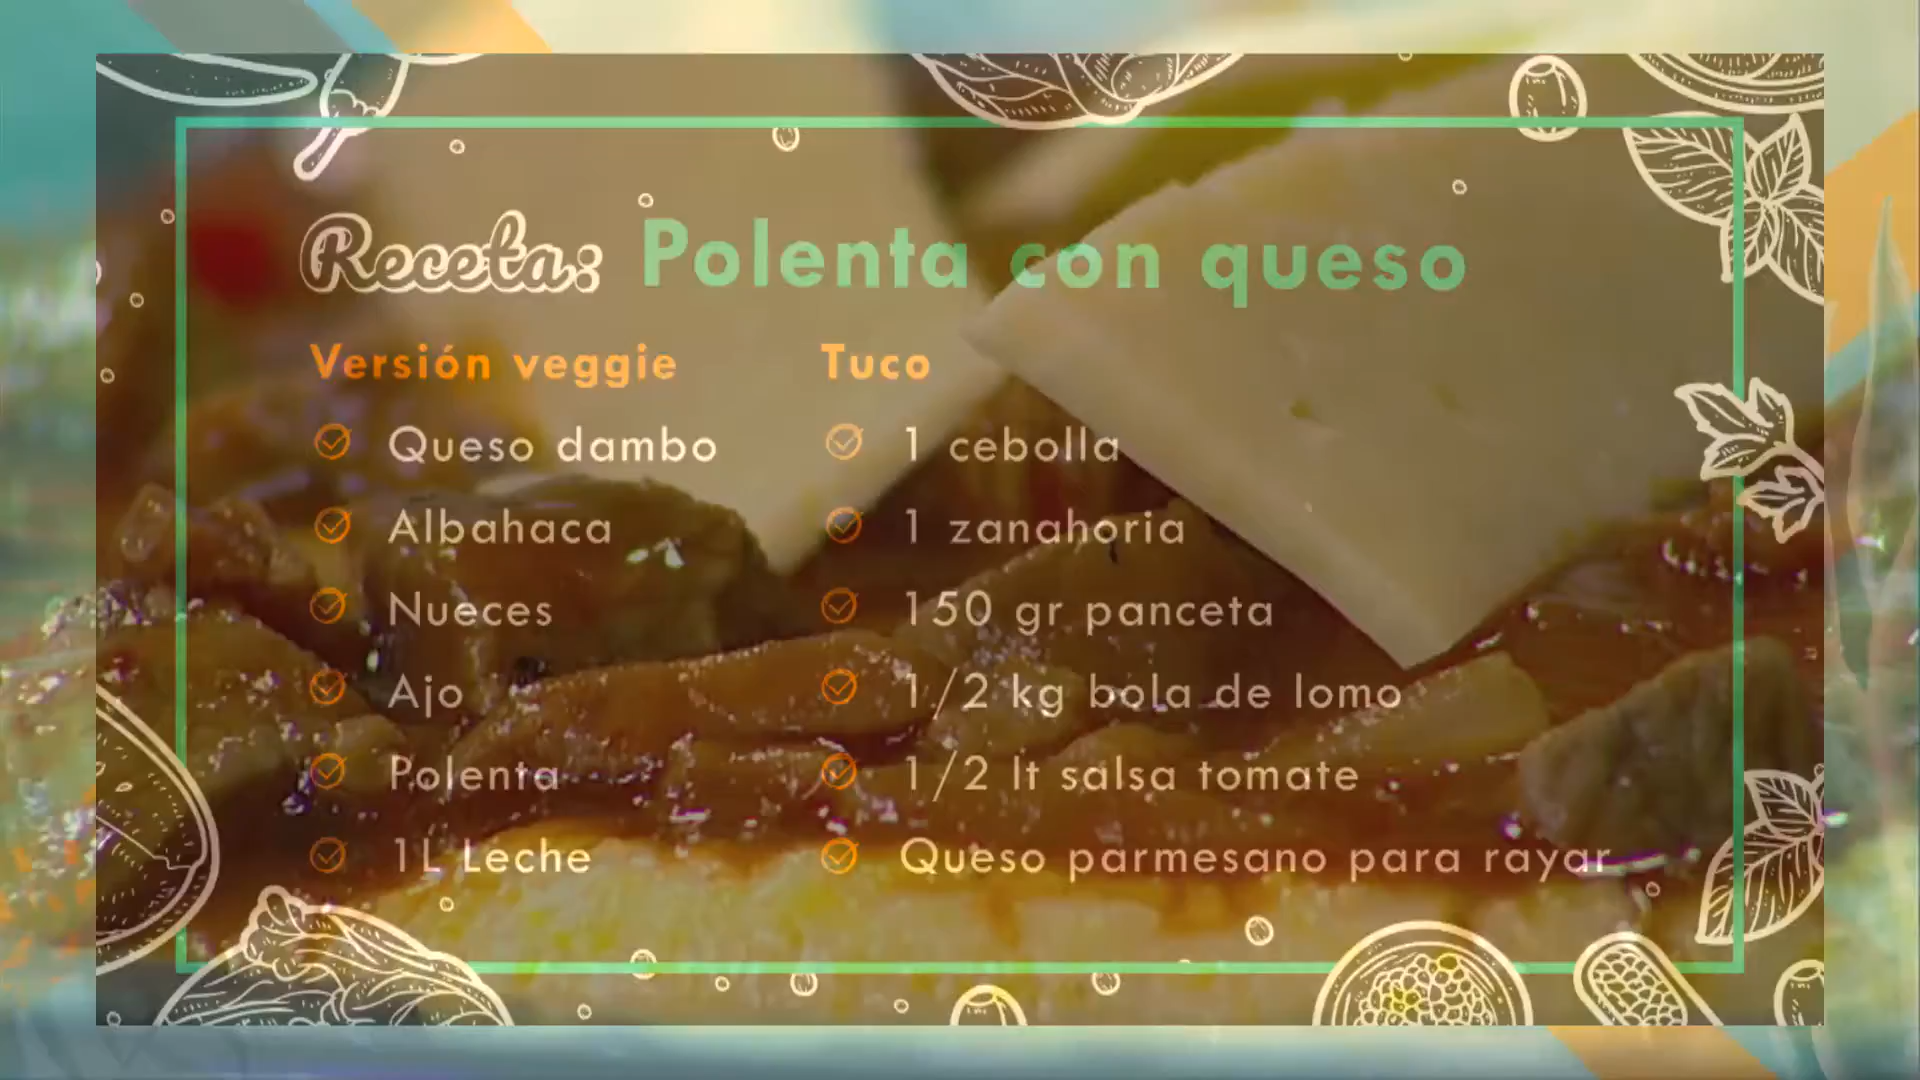 Receta: Polenta con queso
Versión veggie
Queso dambo
Albahaca
Nueces
Ajo
Polenta
1L Leche
Tuco
1 cebolla
1 zanahoria
150 gr panceta
1/2 kg bola de lomo
1/2 lt salsa tomate
Queso parmesano para rayar